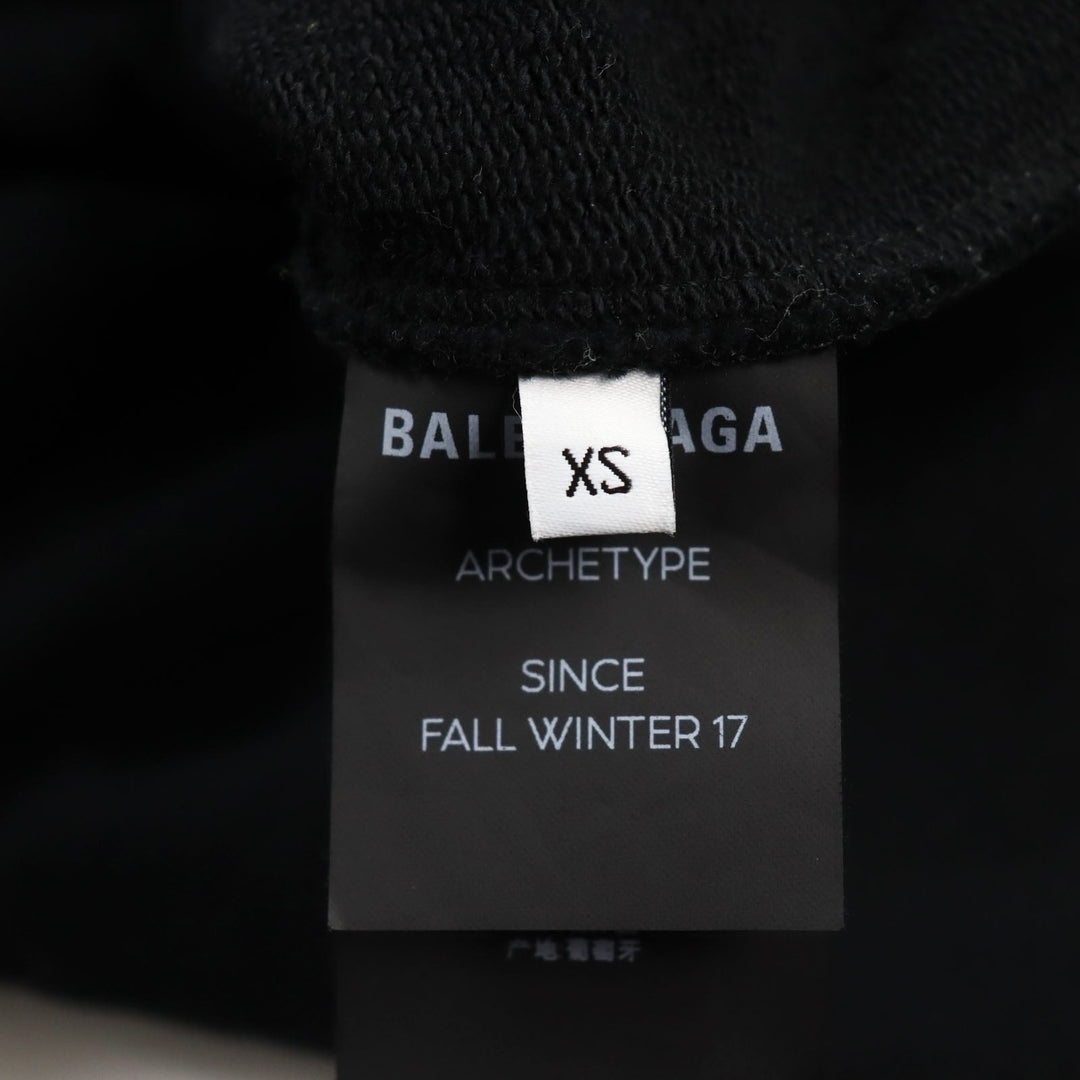 BALE AGA
XS
ARCHETYPE
SINCE
FALL WINTER 17
产地:葡萄牙